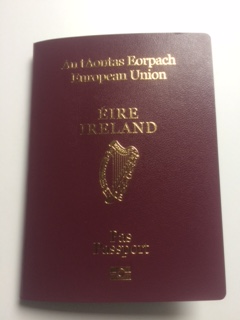 An tAontas Eorpach
European Union
ÉIRE
IRELAND
Pas
Passport